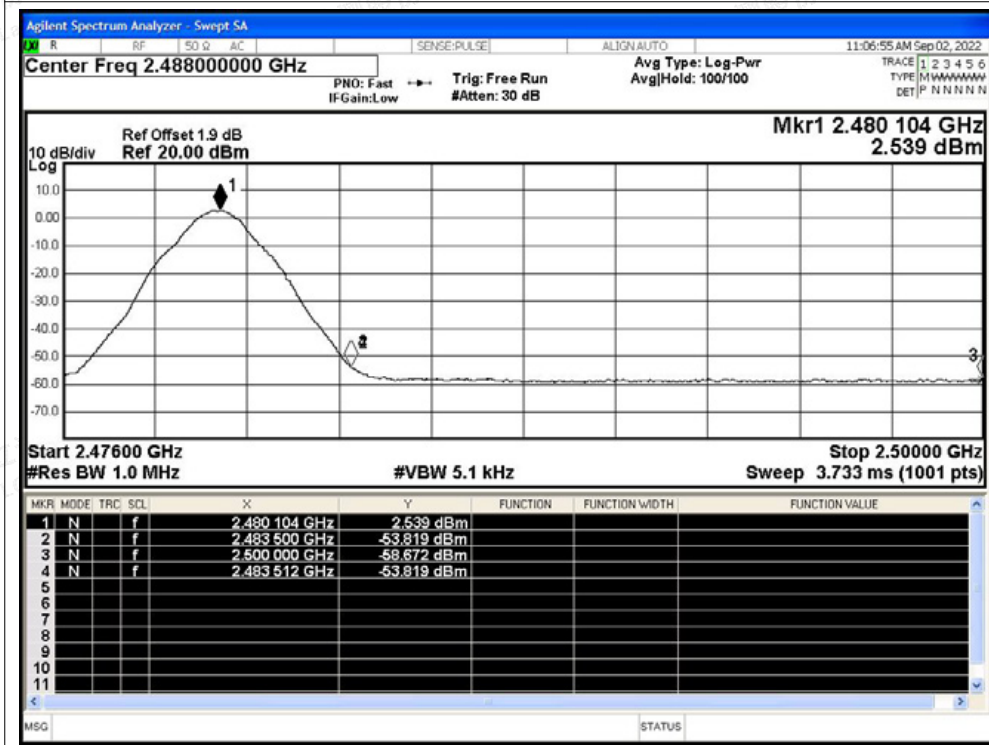 Agilent Spectrum Analyzer - Swept SA
R RF 50 Ω AC SENSE:PULSE ALIGN AUTO 11:06:55 AM Sep 02, 2022
Center Freq 2.488000000 GHz
PNO: Fast
IFGain:Low
Trig: Free Run
#Atten: 30 dB
Avg Type: Log-Pwr
Avg|Hold: 100/100
TRACE 1 2 3 4 5 6
TYPE M
DET P N N N N N
Mkr1 2.480 104 GHz
2.539 dBm
Ref Offset 1.9 dB
10 dB/div Ref 20.00 dBm
Log
1
10.0
0.00
-10.0
-20.0
-30.0
-40.0
-50.0
3
-60.0
-70.0
Start 2.47600 GHz Stop 2.50000 GHz
#Res BW 1.0 MHz #VBW 5.1 kHz Sweep 3.733 ms (1001 pts)
MKR MODE TRC SCL X Y FUNCTION FUNCTION WIDTH FUNCTION VALUE
1 N f 2.480 104 GHz 2.539 dBm
2 N f 2.483 500 GHz -53.819 dBm
3 N f 2.500 000 GHz -58.672 dBm
4 N f 2.483 512 GHz -53.819 dBm
5
6
7
8
9
10
11
MSG STATUS